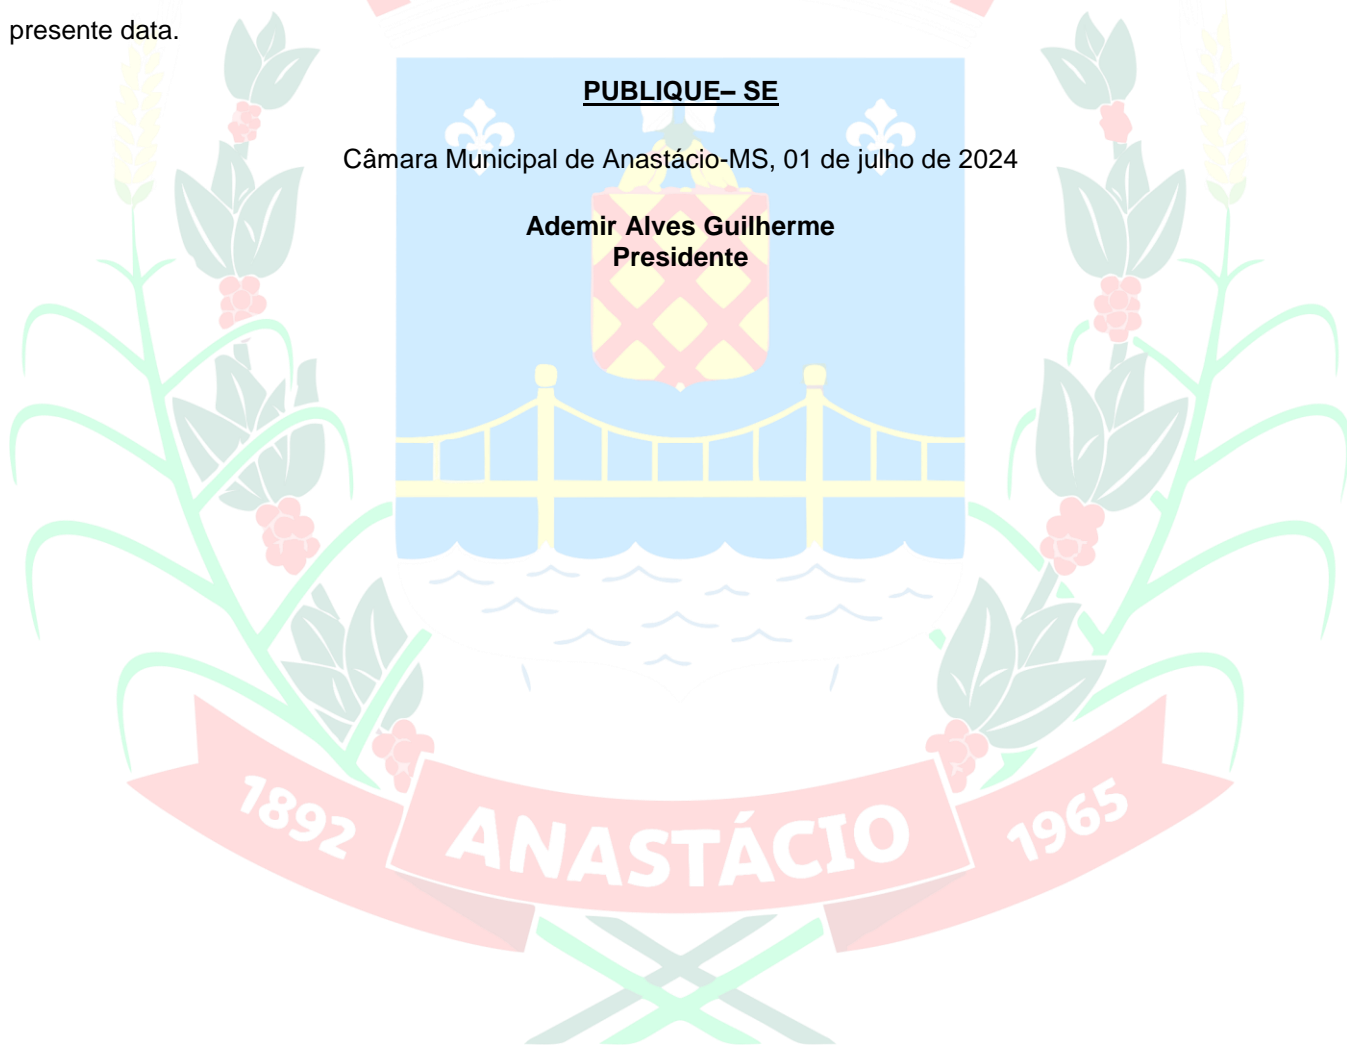 presente data.
PUBLIQUE– SE
Câmara Municipal de Anastácio-MS, 01 de julho de 2024
Ademir Alves Guilherme
Presidente
1892
ANASTÁCIO
1965